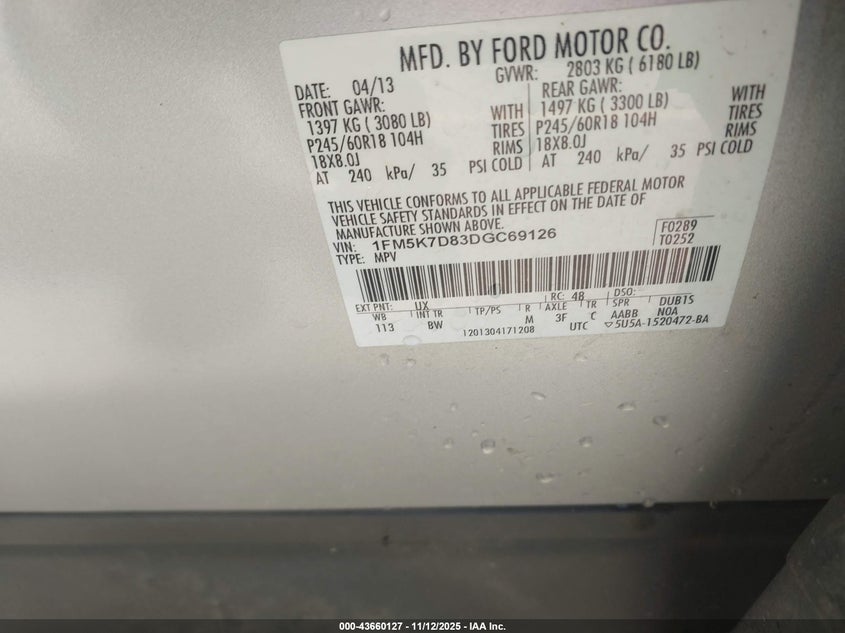 MFD. BY FORD MOTOR CO.
DATE: 04/13 GVWR: 2803 KG ( 6180 LB)
FRONT GAWR: REAR GAWR:
1397 KG ( 3080 LB) WITH 1497 KG ( 3300 LB) WITH
P245/60R18 104H TIRES P245/60R18 104H TIRES
18X8.0J RIMS 18X8.0J RIMS
AT 240 kPa/ 35 PSI COLD AT 240 kPa/ 35 PSI COLD
THIS VEHICLE CONFORMS TO ALL APPLICABLE FEDERAL MOTOR
VEHICLE SAFETY STANDARDS IN EFFECT ON THE DATE OF
MANUFACTURE SHOWN ABOVE.
VIN: 1FM5K7D83DGC69126 F0289
TYPE: MPV T0252
EXT PNT: UX RC: 48 DSO:
WB INT TR TP/PS R AXLE TR SPR DUB1S
113 BW M 3F C AABB NOA
1201304171208 UTC ▽5U5A-1520472-BA
000-43660127 - 11/12/2025 - IAA Inc.